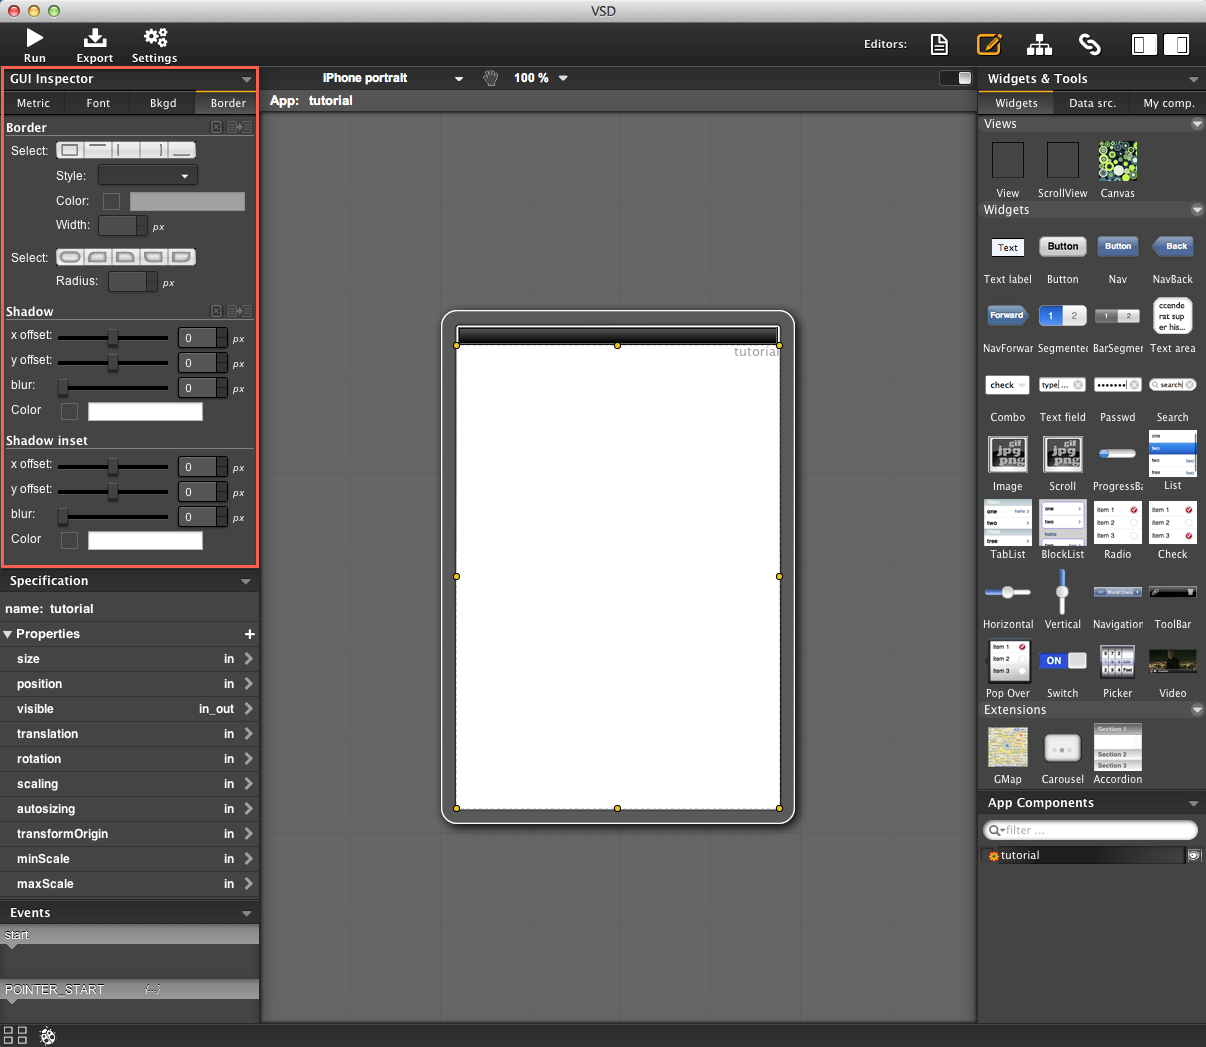 VSD
Run Export Settings Editors:
GUI Inspector
Metric Font Bkgd Border
Border
Select:
Style:
Color:
Width: px
Select:
Radius: px
Shadow
x offset: 0 px
y offset: 0 px
blur: 0 px
Color
Shadow inset
x offset: 0 px
y offset: 0 px
blur: 0 px
Color
Specification
name: tutorial
Properties +
size in
position in
visible in_out
translation in
rotation in
scaling in
autosizing in
transformOrigin in
minScale in
maxScale in
Events
start
POINTER_START {...}
iPhone portrait 100 %
App: tutorial
tutorial
Widgets & Tools
Widgets Data src. My comp.
Views
View ScrollView Canvas
Widgets
Text Button Button Back
Text label Button Nav NavBack
Forward 1 2 1 2 ccende
rat sup
er his...
NavForwar Segmented BarSegmer Text area
check type|... search|
Combo Text field Passwd Search
gif jpg png gif jpg png one two two two tree two
Image Scroll ProgressBa List
one hoho two tree one two hoho item 1 item 2 item 3 item 1 item 2 item 3
TabList BlockList Radio Check
World Clock
Horizontal Vertical Navigation ToolBar
item 1 item 2 item 3 ON
Pop Over Switch Picker Video
Extensions
Section 1
Section 2
Section 3
GMap Carousel Accordion
App Components
filter ...
tutorial